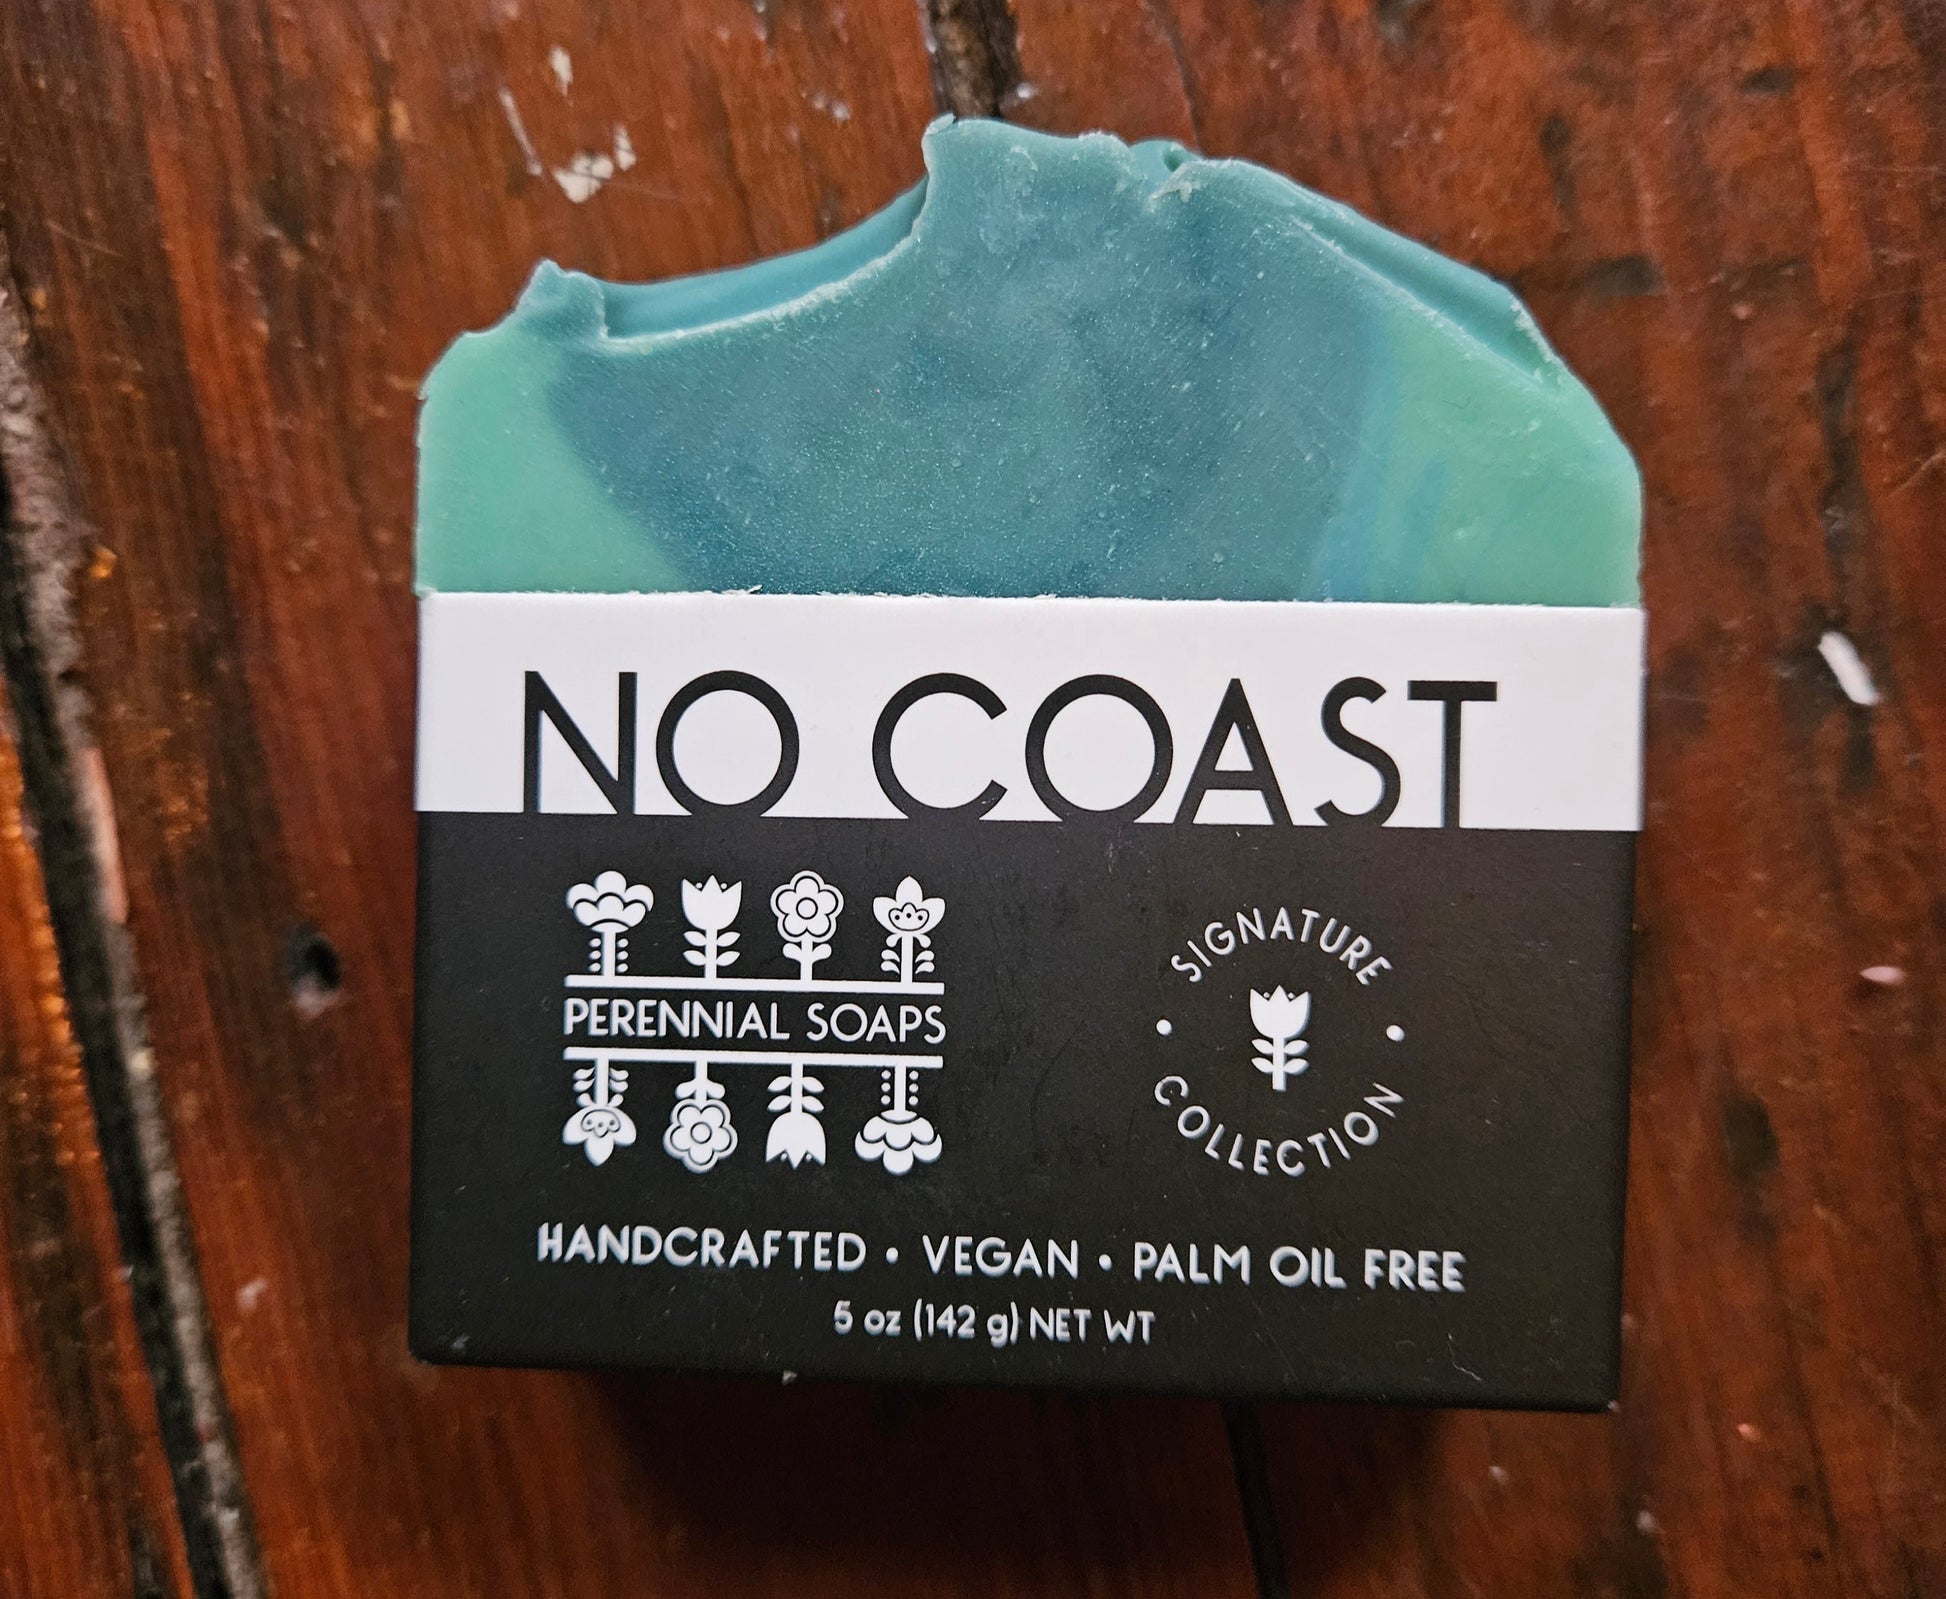 NO COAST
PERENNIAL SOAPS
SIGNATURE
COLLECTION
HANDCRAFTED • VEGAN • PALM OIL FREE
5 oz (142 g) NET WT